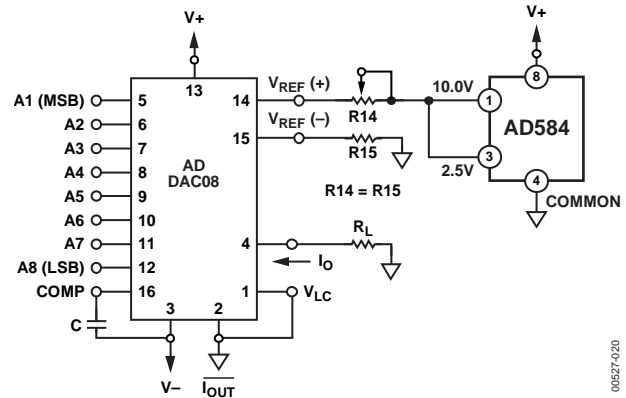 V+
V+
13
8
A1 (MSB)
5
14
VREF (+)
R14
10.0V
1
AD584
A2
6
A3
7
15
VREF (–)
R15
2.5V
3
A4
8
AD
DAC08
R14 = R15
4
COMMON
A5
9
A6
10
A7
11
4
RL
IO
A8 (LSB)
12
COMP
16
1
VLC
C
3
2
V–
IOUT
00527-020